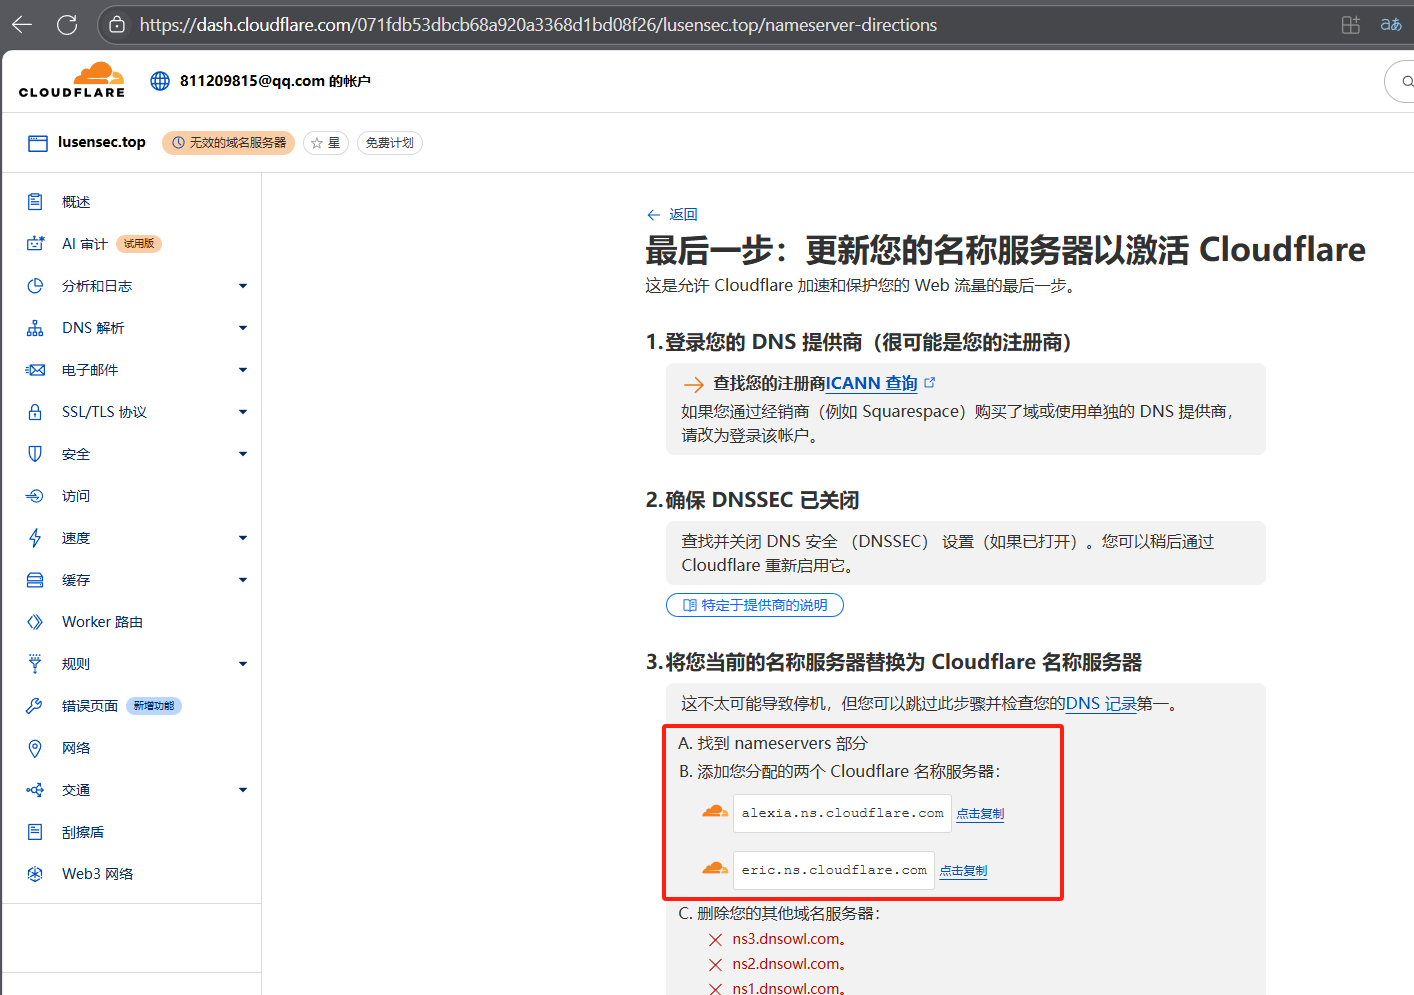 https://dash.cloudflare.com/071fdb53dbcb68a920a3368d1bd08f26/lusensec.top/nameserver-directions
aあ
CLOUDFLARE
811209815@qq.com 的帐户
lusensec.top
无效的域名服务器
星
免费计划
概述
AI 审计 试用版
分析和日志
DNS 解析
电子邮件
SSL/TLS 协议
安全
访问
速度
缓存
Worker 路由
规则
错误页面 新增功能
网络
交通
刮擦盾
Web3 网络
返回
最后一步：更新您的名称服务器以激活 Cloudflare
这是允许 Cloudflare 加速和保护您的 Web 流量的最后一步。
1.登录您的 DNS 提供商（很可能是您的注册商）
查找您的注册商ICANN 查询
如果您通过经销商（例如 Squarespace）购买了域或使用单独的 DNS 提供商，
请改为登录该帐户。
2.确保 DNSSEC 已关闭
查找并关闭 DNS 安全 （DNSSEC） 设置（如果已打开）。您可以稍后通过
Cloudflare 重新启用它。
特定于提供商的说明
3.将您当前的名称服务器替换为 Cloudflare 名称服务器
这不太可能导致停机，但您可以跳过此步骤并检查您的DNS 记录第一。
A. 找到 nameservers 部分
B. 添加您分配的两个 Cloudflare 名称服务器：
alexia.ns.cloudflare.com 点击复制
eric.ns.cloudflare.com 点击复制
C. 删除您的其他域名服务器：
ns3.dnsowl.com。
ns2.dnsowl.com。
ns1.dnsowl.com。